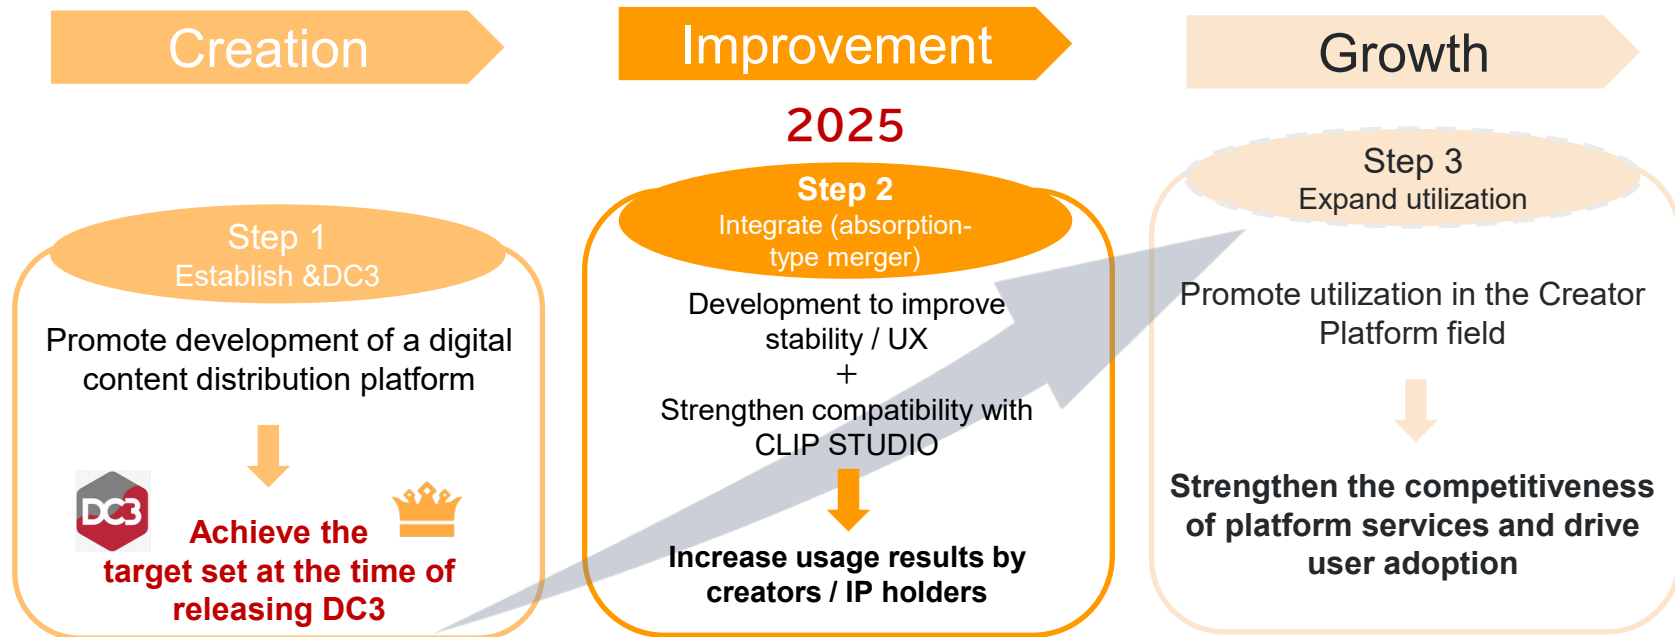 Creation
Step 1
Establish &DC3
Promote development of a digital
content distribution platform
DC3
Achieve the
target set at the time of
releasing DC3
Improvement
2025
Step 2
Integrate (absorption-
type merger)
Development to improve
stability / UX
+
Strengthen compatibility with
CLIP STUDIO
Increase usage results by
creators / IP holders
Growth
Step 3
Expand utilization
Promote utilization in the Creator
Platform field
Strengthen the competitiveness
of platform services and drive
user adoption